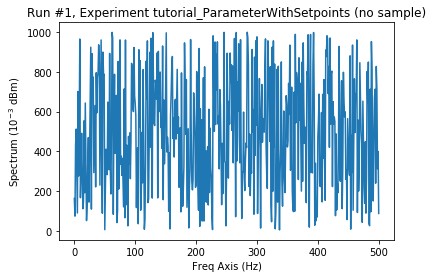 Run #1, Experiment tutorial_ParameterWithSetpoints (no sample)
1000
800
600
400
200
0
Spectrum (10⁻³ dBm)
0 100 200 300 400 500
Freq Axis (Hz)